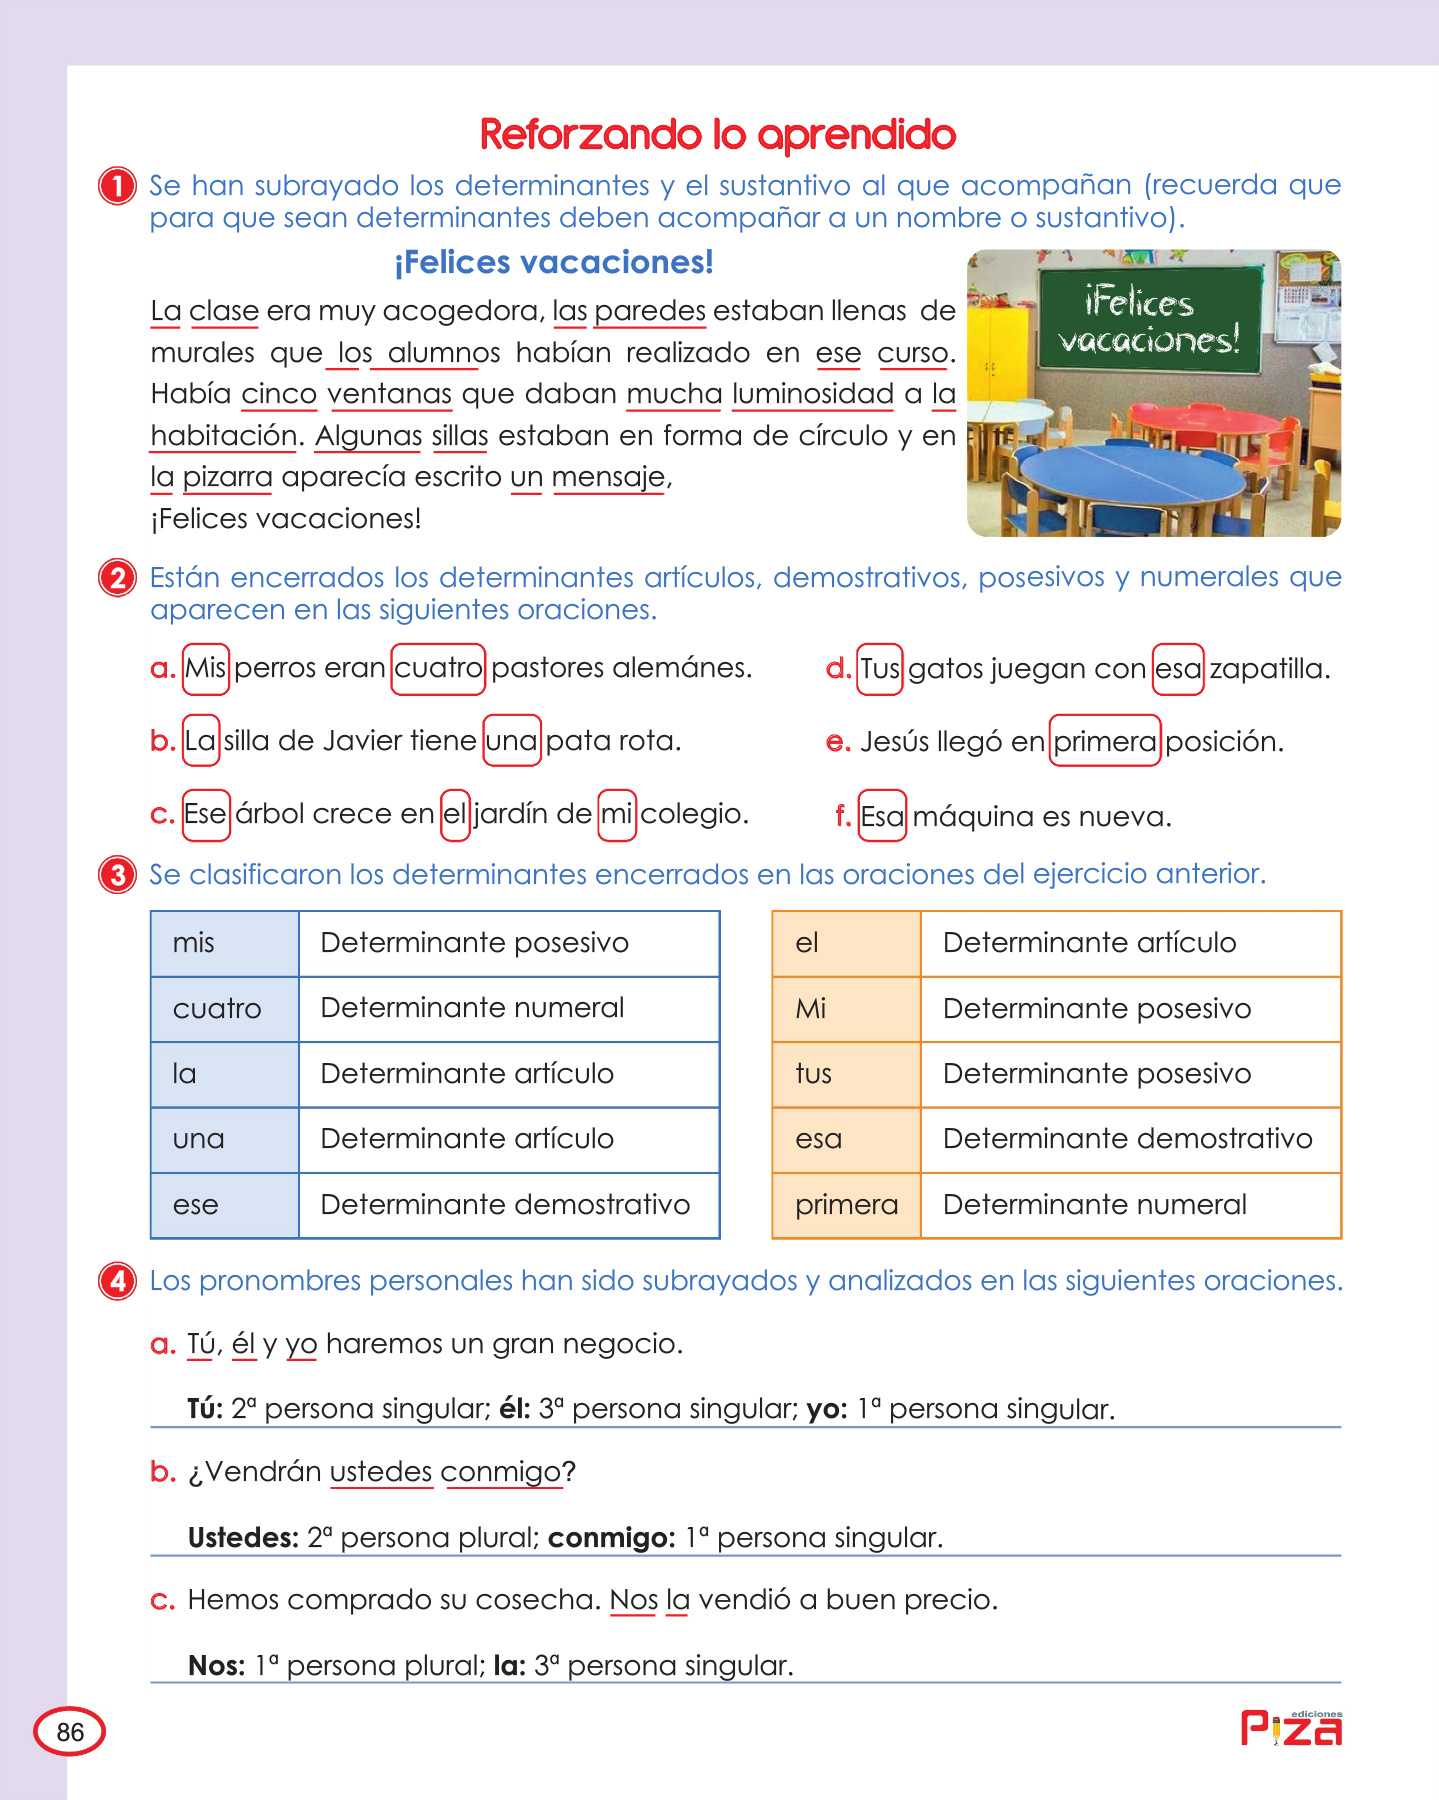 Reforzando lo aprendido
1 Se han subrayado los determinantes y el sustantivo al que acompañan (recuerda que
para que sean determinantes deben acompañar a un nombre o sustantivo).
¡Felices vacaciones!
La clase era muy acogedora, las paredes estaban llenas de
murales que los alumnos habían realizado en ese curso.
Había cinco ventanas que daban mucha luminosidad a la
habitación. Algunas sillas estaban en forma de círculo y en
la pizarra aparecía escrito un mensaje,
¡Felices vacaciones!
¡Felices
vacaciones!
2 Están encerrados los determinantes artículos, demostrativos, posesivos y numerales que
aparecen en las siguientes oraciones.
a. Mis perros eran cuatro pastores alemánes.
b. La silla de Javier tiene una pata rota.
c. Ese árbol crece en el jardín de mi colegio.
d. Tus gatos juegan con esa zapatilla.
e. Jesús llegó en primera posición.
f. Esa máquina es nueva.
3 Se clasificaron los determinantes encerrados en las oraciones del ejercicio anterior.
mis Determinante posesivo
cuatro Determinante numeral
la Determinante artículo
una Determinante artículo
ese Determinante demostrativo
el Determinante artículo
Mi Determinante posesivo
tus Determinante posesivo
esa Determinante demostrativo
primera Determinante numeral
4 Los pronombres personales han sido subrayados y analizados en las siguientes oraciones.
a. Tú, él y yo haremos un gran negocio.
Tú: 2ª persona singular; él: 3ª persona singular; yo: 1ª persona singular.
b. ¿Vendrán ustedes conmigo?
Ustedes: 2ª persona plural; conmigo: 1ª persona singular.
c. Hemos comprado su cosecha. Nos la vendió a buen precio.
Nos: 1ª persona plural; la: 3ª persona singular.
86
ediciones
Piza